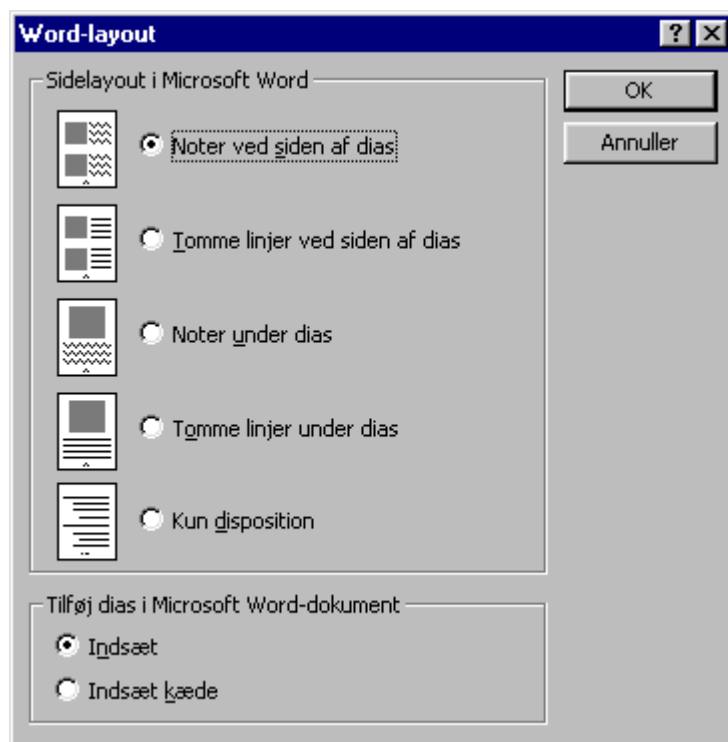 Word-layout
Sidelayout i Microsoft Word
OK
Annuller
Noter ved siden af dias
Tomme linjer ved siden af dias
Noter under dias
Tomme linjer under dias
Kun disposition
Tilføj dias i Microsoft Word-dokument
Indsæt
Indsæt kæde